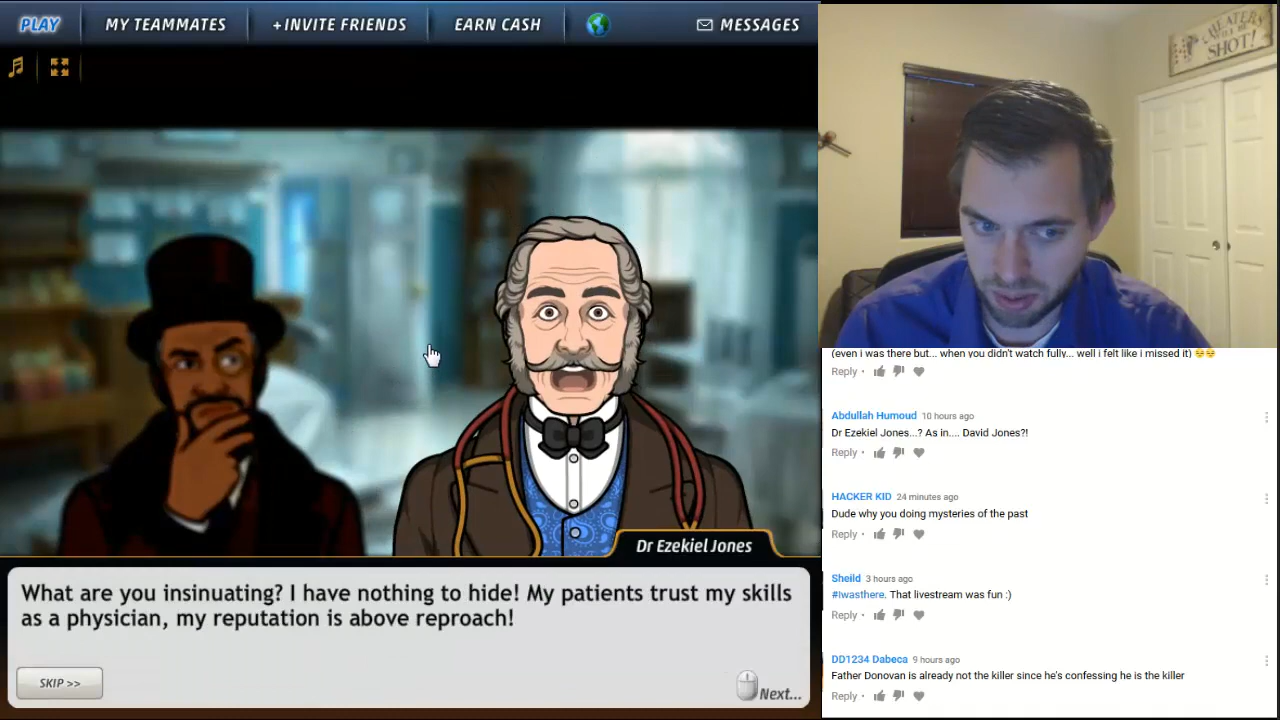 PLAY
MY TEAMMATES
+INVITE FRIENDS
EARN CASH
MESSAGES
SHOT!
Dr Ezekiel Jones
What are you insinuating? I have nothing to hide! My patients trust my skills
as a physician, my reputation is above reproach!
SKIP >>
Next...
(even i was there but... when you didn't watch fully... well i felt like i missed it) 😔😔
Reply •
Abdullah Humoud 10 hours ago
Dr Ezekiel Jones...? As in.... David Jones?!
Reply •
HACKER KID 24 minutes ago
Dude why you doing mysteries of the past
Reply •
Sheild 3 hours ago
#Iwasthere. That livestream was fun :)
Reply •
DD1234 Dabeca 9 hours ago
Father Donovan is already not the killer since he's confessing he is the killer
Reply •